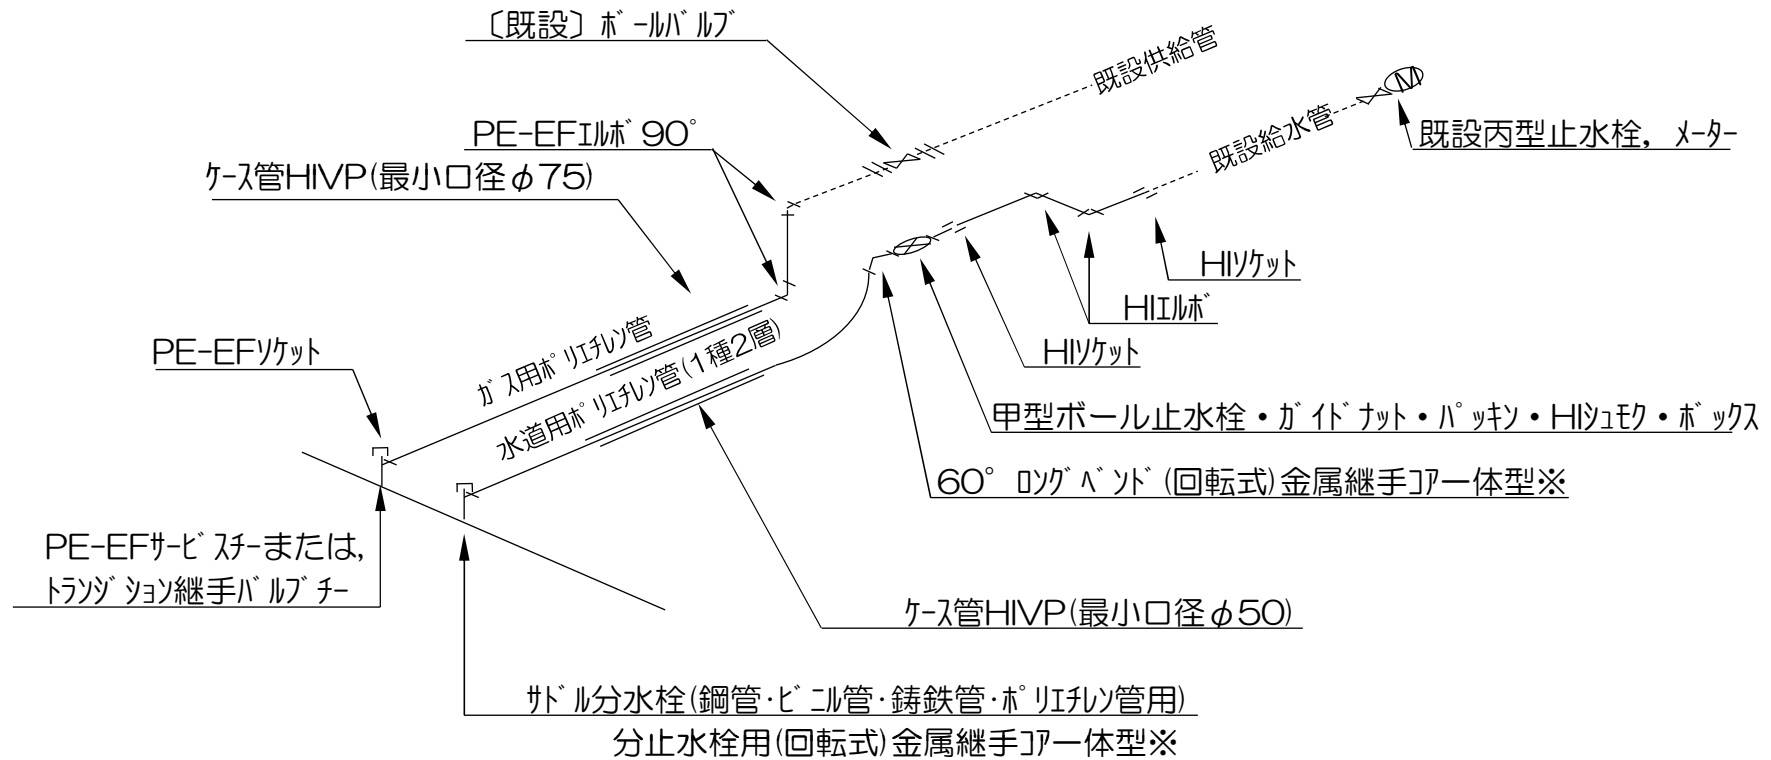 〔既設〕ﾎﾞｰﾙﾊﾞﾙﾌﾞ
既設供給管
M
PE-EFｴﾙﾎﾞ90°
既設給水管
既設丙型止水栓，ﾒｰﾀｰ
ｹｰｽ管HIVP(最小口径φ75)
HIｿｹｯﾄ
HIｴﾙﾎﾞ
PE-EFｿｹｯﾄ
ｶﾞｽ用ﾎﾟﾘｴﾁﾚﾝ管
水道用ﾎﾟﾘｴﾁﾚﾝ管(1種2層)
HIｿｹｯﾄ
甲型ボール止水栓・ｶﾞｲﾄﾞﾅｯﾄ・ﾊﾟｯｷﾝ・HIｼｭﾓｸ・ﾎﾞｯｸｽ
60°ﾛﾝｸﾞﾍﾞﾝﾄﾞ(回転式)金属継手ｺｱ一体型※
PE-EFｻｰﾋﾞｽﾁｰまたは，
ﾄﾗﾝｼﾞｼｮﾝ継手ﾊﾞﾙﾌﾞﾁｰ
ｹｰｽ管HIVP(最小口径φ50)
ｻﾄﾞﾙ分水栓(鋼管･ﾋﾞﾆﾙ管･鋳鉄管･ﾎﾟﾘｴﾁﾚﾝ管用)
分止水栓用(回転式)金属継手ｺｱ一体型※